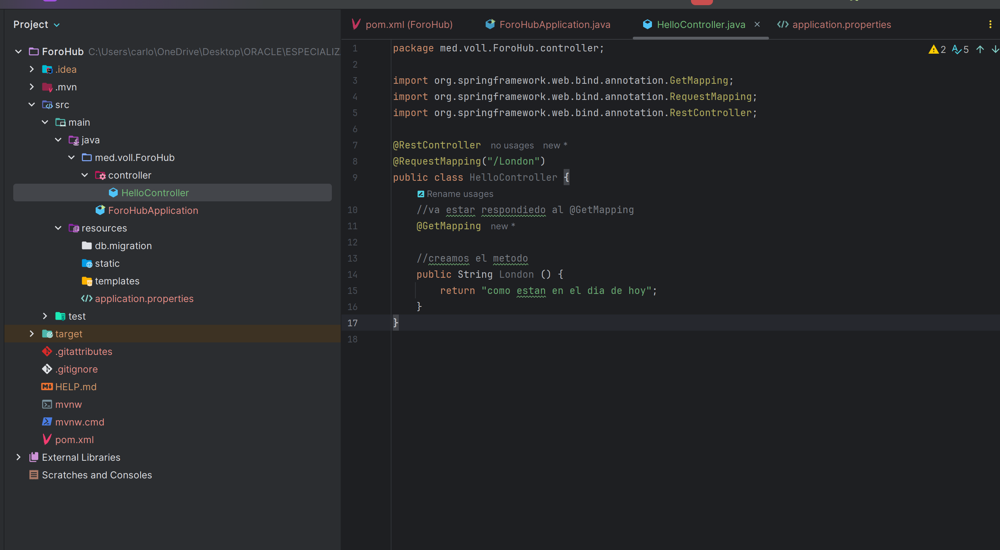 Project
ForoHub C:\Users\carlo\OneDrive\Desktop\ORACLE\ESPECIALIZ
.idea
.mvn
src
main
java
med.voll.ForoHub
controller
HelloController
ForoHubApplication
resources
db.migration
static
templates
application.properties
test
target
.gitattributes
.gitignore
HELP.md
mvnw
mvnw.cmd
pom.xml
External Libraries
Scratches and Consoles
pom.xml (ForoHub) ForoHubApplication.java HelloController.java application.properties
2 5
1 package med.voll.ForoHub.controller;
2
3 import org.springframework.web.bind.annotation.GetMapping;
4 import org.springframework.web.bind.annotation.RequestMapping;
5 import org.springframework.web.bind.annotation.RestController;
6
7 @RestController no usages new *
8 @RequestMapping("/London")
9 public class HelloController {
Rename usages
10 //va estar respondiedo al @GetMapping
11 @GetMapping new *
12
13 //creamos el metodo
14 public String London () {
15 return "como estan en el dia de hoy";
16 }
17 }
18